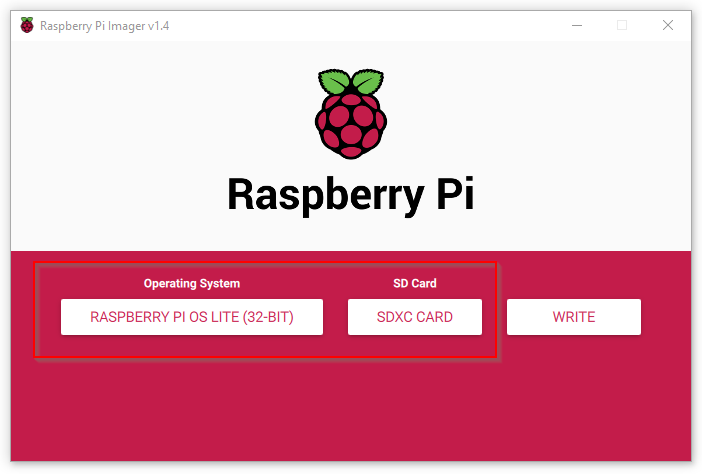 Raspberry Pi Imager v1.4
Raspberry Pi
Operating System
SD Card
RASPBERRY PI OS LITE (32-BIT)
SDXC CARD
WRITE